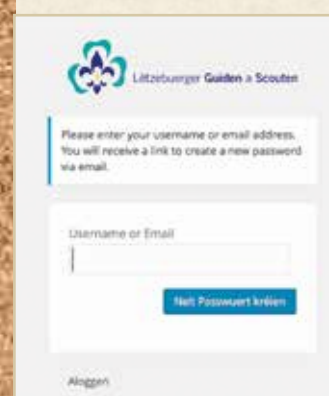 Lëtzebuerger Guiden a Scouten
Please enter your username or email address.
You will receive a link to create a new password
via email.
Username or Email
Neit Passwuert kréien
Aloggen